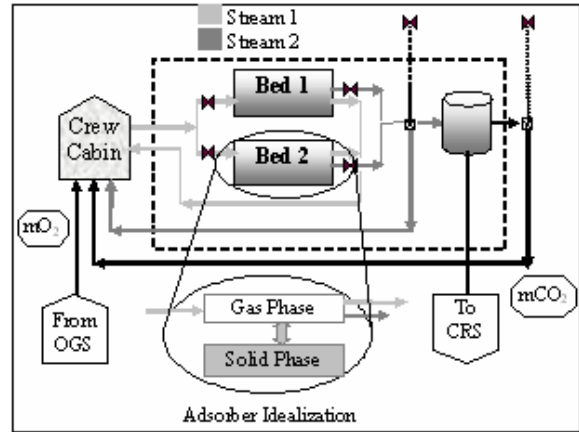 Stream 1
Stream 2
Bed 1
Crew
Cabin
Bed 2
mO₂
mCO₂
From
OGS
Gas Phase
Solid Phase
To
CRS
Adsorber Idealization